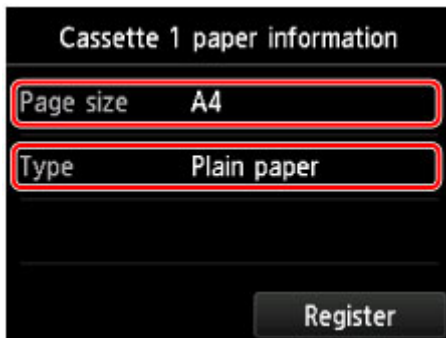 Cassette 1 paper information
Page size A4
Type Plain paper
Register